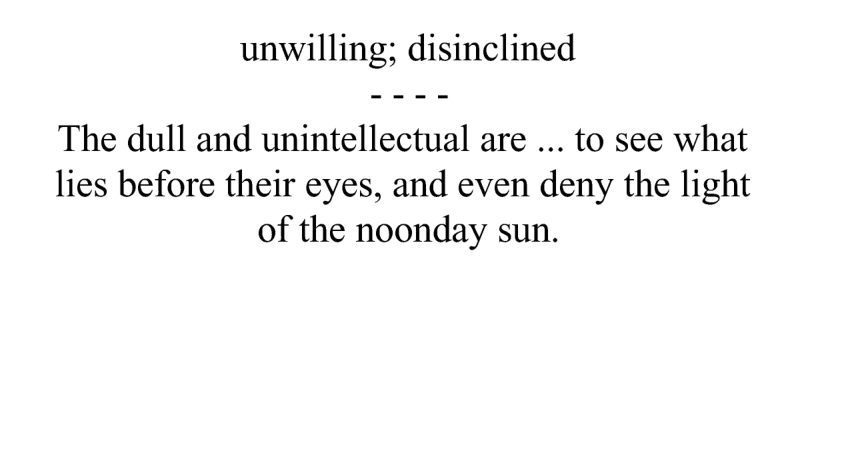 unwilling; disinclined
- - - -
The dull and unintellectual are ... to see what
lies before their eyes, and even deny the light
of the noonday sun.